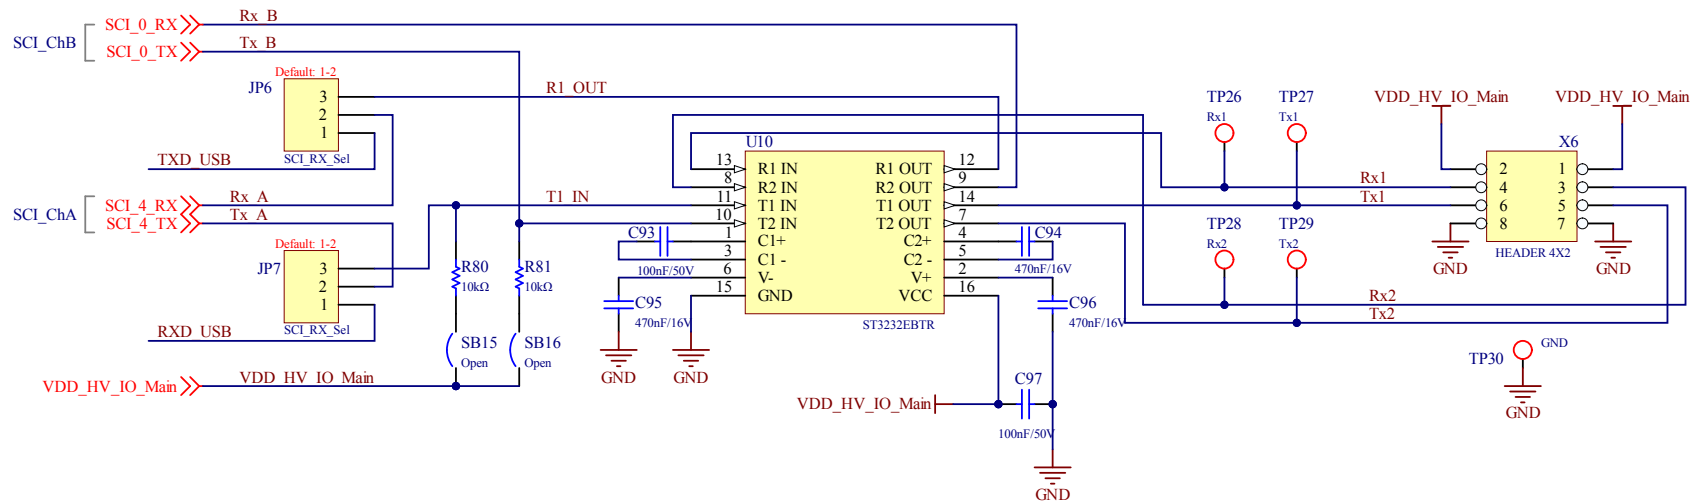 SCI_ChB
SCI_0_RX
Rx_B
SCI_0_TX
Tx_B
Default: 1-2
JP6
3
2
1
SCI_RX_Sel
R1_OUT
TXD_USB
SCI_ChA
SCI_4_RX
Rx_A
SCI_4_TX
Tx_A
Default: 1-2
JP7
3
2
1
SCI_RX_Sel
RXD_USB
T1_IN
R80
10kΩ
R81
10kΩ
SB15
Open
SB16
Open
VDD_HV_IO_Main
VDD_HV_IO_Main
U10
13 R1 IN R1 OUT 12
8 R2 IN R2 OUT 9
11 T1 IN T1 OUT 14
10 T2 IN T2 OUT 7
1 C1+ C2+ 4
3 C1 - C2 - 5
6 V- V+ 2
15 GND VCC 16
ST3232EBTR
C93
100nF/50V
C95
470nF/16V
GND
GND
C94
470nF/16V
C96
470nF/16V
C97
100nF/50V
VDD_HV_IO_Main
GND
TP26
Rx1
TP27
Tx1
TP28
Rx2
TP29
Tx2
Rx1
Tx1
Rx2
Tx2
VDD_HV_IO_Main
VDD_HV_IO_Main
X6
2 1
4 3
6 5
8 7
HEADER 4X2
GND
GND
TP30
GND
GND